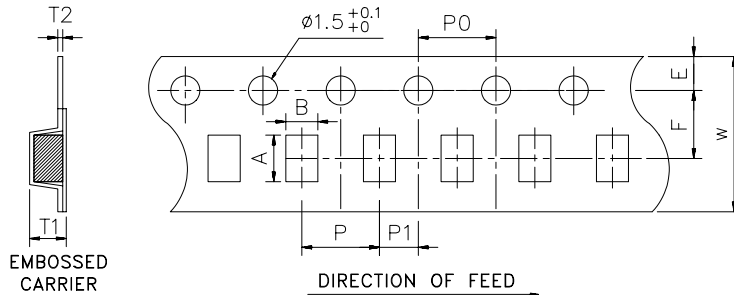 T2
ø1.5 +0.1 +0
P0
E
B
A
F
W
T1
P
P1
EMBOSSED
CARRIER
DIRECTION OF FEED